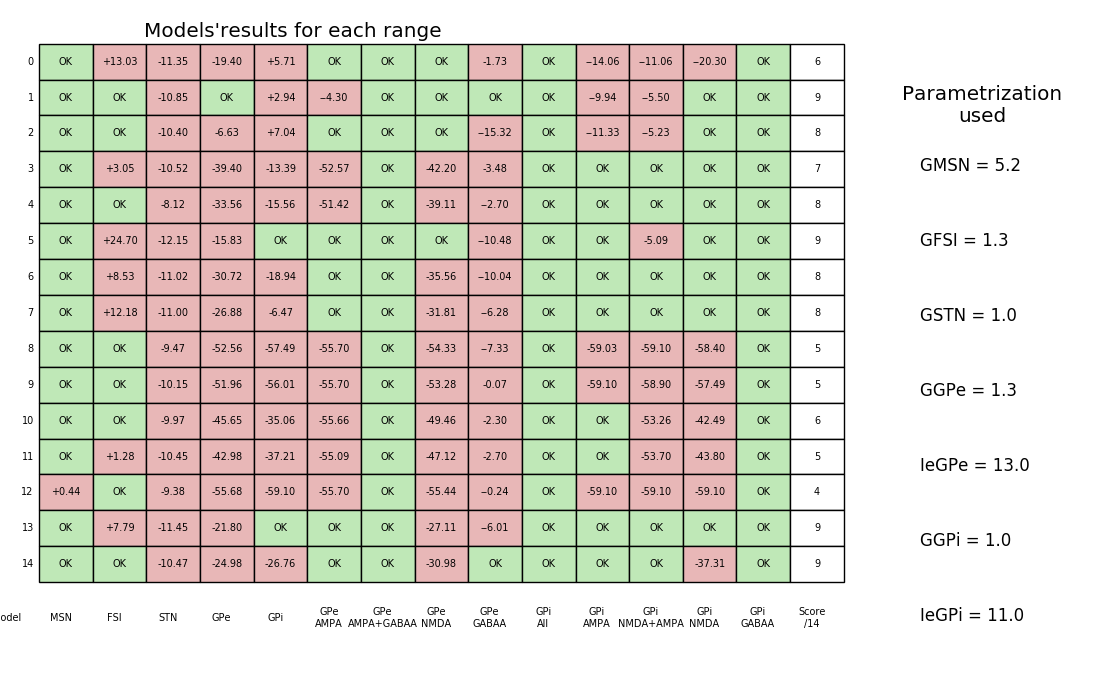 Models'results for each range
0 OK +13.03 -11.35 -19.40 +5.71 OK OK OK -1.73 OK --14.06 --11.06 --20.30 OK 6
1 OK OK -10.85 OK +2.94 --4.30 OK OK OK OK --9.94 --5.50 OK OK 9
2 OK OK -10.40 -6.63 +7.04 OK OK OK --15.32 OK --11.33 --5.23 OK OK 8
3 OK +3.05 -10.52 -39.40 -13.39 -52.57 OK -42.20 -3.48 OK OK OK OK OK 7
4 OK OK -8.12 -33.56 -15.56 -51.42 OK -39.11 --2.70 OK OK OK OK OK 8
5 OK +24.70 -12.15 -15.83 OK OK OK OK --10.48 OK OK -5.09 OK OK 9
6 OK +8.53 -11.02 -30.72 -18.94 OK OK -35.56 --10.04 OK OK OK OK OK 8
7 OK +12.18 -11.00 -26.88 -6.47 OK OK -31.81 --6.28 OK OK OK OK OK 8
8 OK OK -9.47 -52.56 -57.49 -55.70 OK -54.33 --7.33 OK -59.03 -59.10 -58.40 OK 5
9 OK OK -10.15 -51.96 -56.01 -55.70 OK -53.28 -0.07 OK -59.10 -58.90 -57.49 OK 5
10 OK OK -9.97 -45.65 -35.06 -55.66 OK -49.46 -2.30 OK OK -53.26 -42.49 OK 6
11 OK +1.28 -10.45 -42.98 -37.21 -55.09 OK -47.12 -2.70 OK OK -53.70 -43.80 OK 5
12 +0.44 OK -9.38 -55.68 -59.10 -55.70 OK -55.44 --0.24 OK -59.10 -59.10 -59.10 OK 4
13 OK +7.79 -11.45 -21.80 OK OK OK -27.11 --6.01 OK OK OK OK OK 9
14 OK OK -10.47 -24.98 -26.76 OK OK -30.98 OK OK OK OK -37.31 OK 9
odel MSN FSI STN GPe GPi GPe GPe GPe GPe GPi GPi GPi GPi GPi Score
AMPA AMPA+GABAA NMDA GABAA All AMPA NMDA+AMPA NMDA GABAA /14
Parametrization
used
GMSN = 5.2
GFSI = 1.3
GSTN = 1.0
GGPe = 1.3
IeGPe = 13.0
GGPi = 1.0
IeGPi = 11.0